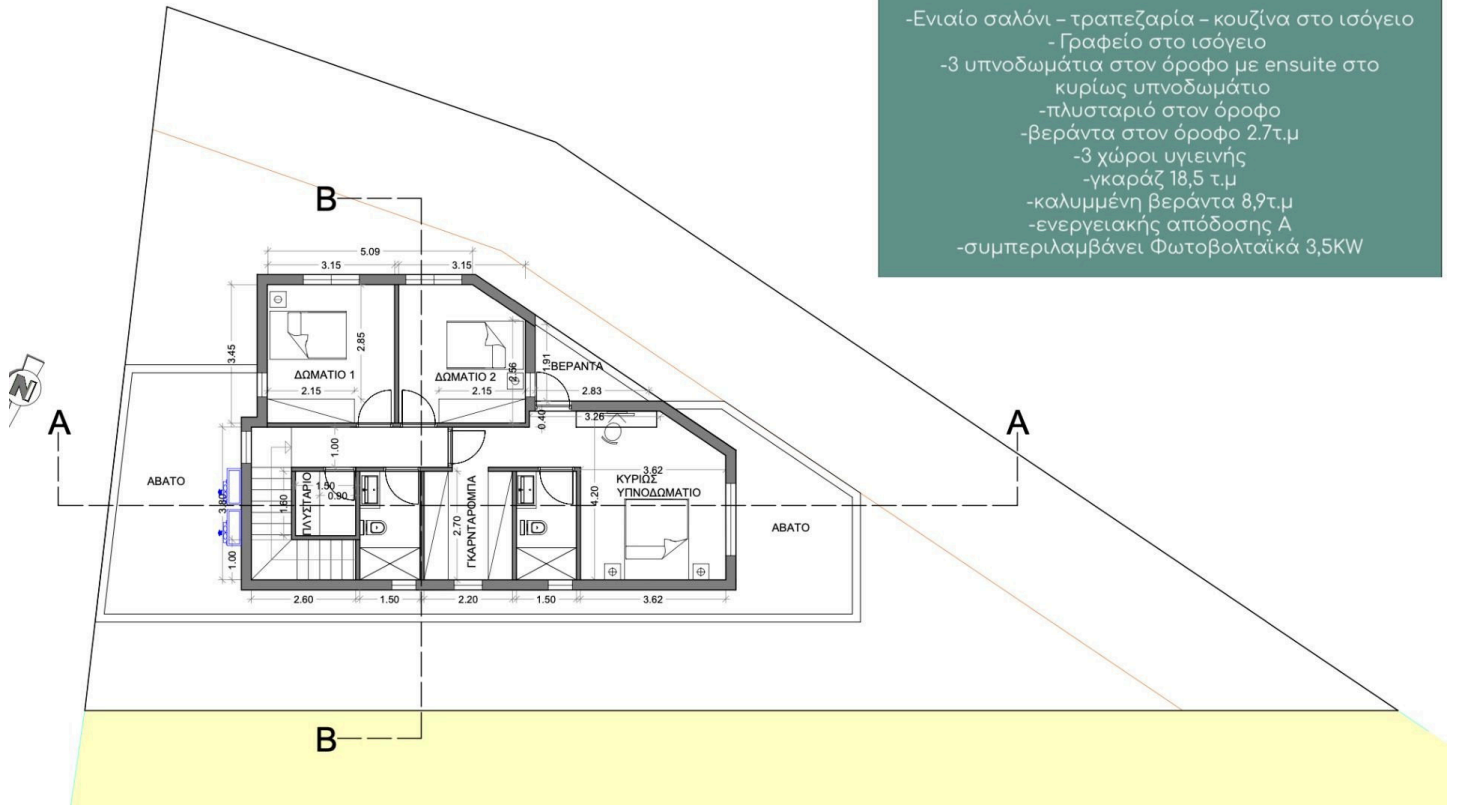 -Ενιαίο σαλόνι – τραπεζαρία – κουζίνα στο ισόγειο
- Γραφείο στο ισόγειο
-3 υπνοδωμάτια στον όροφο με ensuite στο
κυρίως υπνοδωμάτιο
-πλυσταριό στον όροφο
-βεράντα στον όροφο 2.7τ.μ
-3 χώροι υγιεινής
-γκαράζ 18,5 τ.μ
-καλυμμένη βεράντα 8,9τ.μ
-ενεργειακής απόδοσης Α
-συμπεριλαμβάνει Φωτοβολταϊκά 3,5KW
B
5.09
3.15
3.15
3.45
2.85
2.56
1.91
ΒΕΡΑΝΤΑ
ΔΩΜΑΤΙΟ 1
ΔΩΜΑΤΙΟ 2
2.15
2.15
2.83
N
0.40
3.26
A
A
1.00
3.62
ΑΒΑΤΟ
3.80
1.60
ΠΛΥΣΤΑΡΙΟ
1.50
0.90
2.70
ΓΚΑΡΝΤΑΡΟΜΠΑ
4.20
ΚΥΡΙΩΣ
ΥΠΝΟΔΩΜΑΤΙΟ
ΑΒΑΤΟ
1.00
2.60
1.50
2.20
1.50
3.62
B